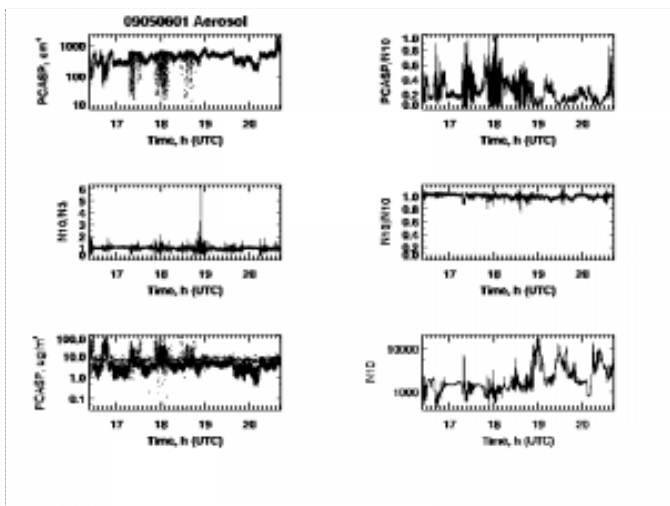 09050601 Aerosol
PCASP, cm⁻³
1000
100
10
17 18 19 20
Time, h (UTC)
PCASP/N10
1.0
0.8
0.6
0.4
0.2
0.0
17 18 19 20
Time, h (UTC)
N10/N3
6
5
4
3
2
1
0
17 18 19 20
Time, h (UTC)
1.0
0.8
0.6
0.4
0.2
0.0
17 18 19 20
Time, h (UTC)
PCASP, ug/m³
100.0
10.0
1.0
0.1
17 18 19 20
Time, h (UTC)
N10
10000
1000
17 18 19 20
Time, h (UTC)